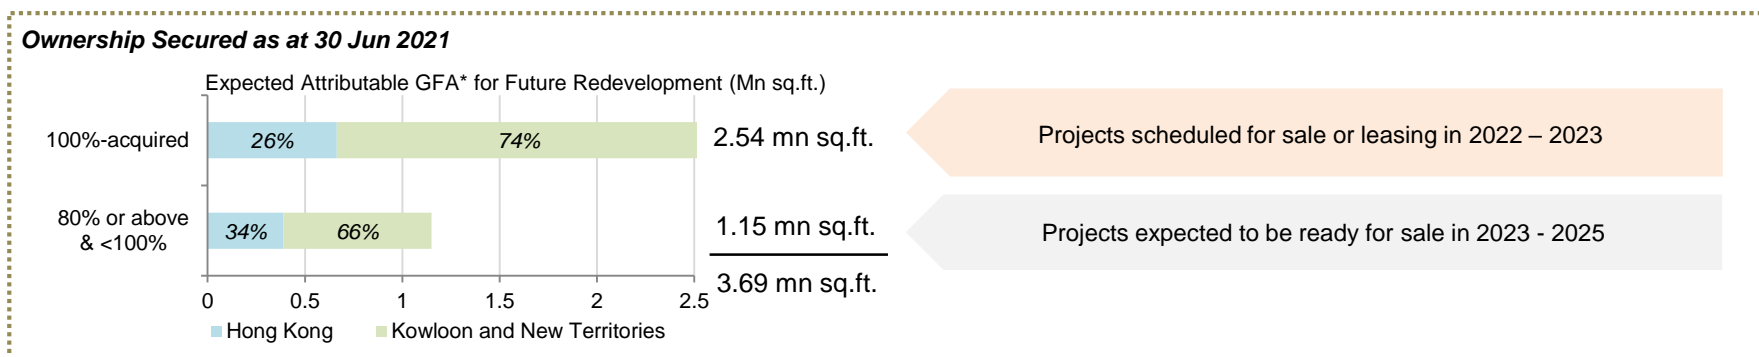 Ownership Secured as at 30 Jun 2021
Expected Attributable GFA* for Future Redevelopment (Mn sq.ft.)
100%-acquired
26%
74%
2.54 mn sq.ft.
Projects scheduled for sale or leasing in 2022 – 2023
80% or above
& <100%
34%
66%
1.15 mn sq.ft.
Projects expected to be ready for sale in 2023 - 2025
3.69 mn sq.ft.
0 0.5 1 1.5 2 2.5
Hong Kong Kowloon and New Territories